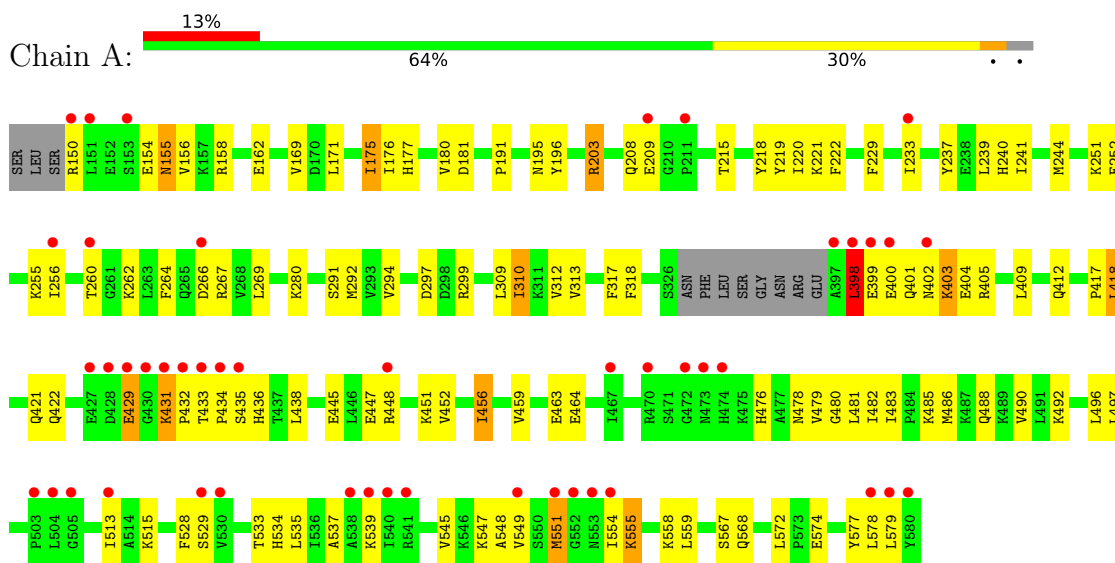 13%
Chain A:
64% 30% • •
SER LEU SER R150 L151 E152 S153 E154 N155 V156 K157 R158 E162 V169 D170 L171 I175 I176 H177 V180 D181 P191 N195 Y196 R203 Q208 E209 G210 P211 T215 Y218 Y219 I220 K221 F222 F229 I233 Y237 E238 L239 H240 I241 M244 K251
K255 I256 T260 G261 K262 L263 F264 Q265 D266 R267 V268 L269 K280 S291 M292 V293 V294 D297 D298 R299 L309 I310 K311 V312 V313 F317 F318 S326 ASN PHE LEU SER GLY ASN ARG GLU A397 L398 E399 E400 Q401 N402 K403 E404 R405 L409 Q412 P417
Q421 Q422 E427 D428 E429 G430 K431 P432 T433 P434 S435 H436 T437 L438 E445 L446 E447 R448 K451 V452 I456 V459 E463 E464 I467 R470 S471 G472 N473 H474 K475 H476 A477 N478 V479 G480 L481 I482 I483 P484 K485 M486 K487 Q488 K489 V490 L491 K492 L496
P503 L504 G505 I513 A514 K515 F528 S529 V530 T533 H534 L535 I536 A537 A538 K539 I540 R541 V545 K546 K547 A548 V549 S550 M551 G552 N553 I554 K555 K558 L559 S567 Q568 L572 P573 E574 Y577 L578 L579 Y580